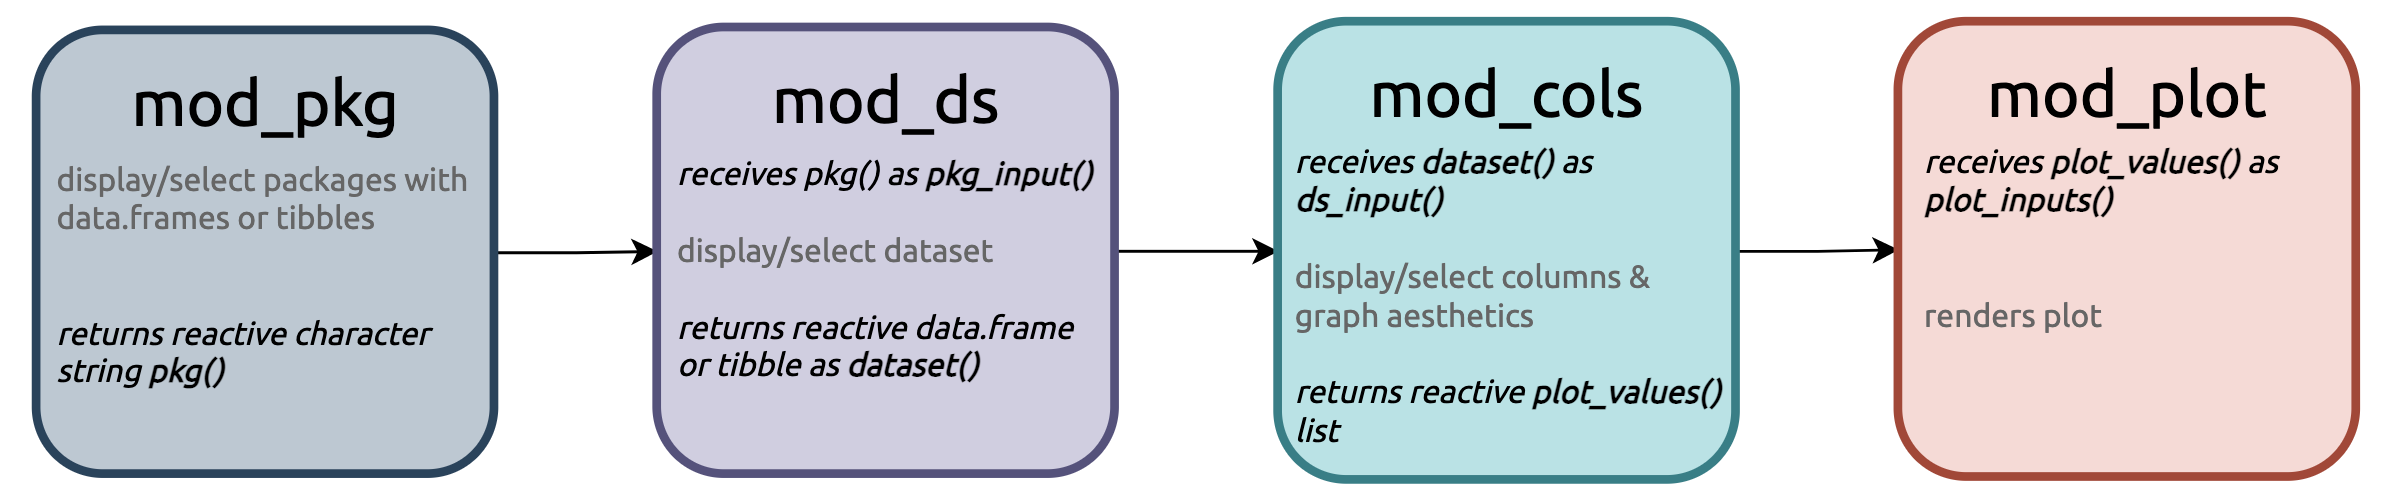 mod_pkg
display/select packages with
data.frames or tibbles
returns reactive character
string pkg()
mod_ds
receives pkg() as pkg_input()
display/select dataset
returns reactive data.frame
or tibble as dataset()
mod_cols
receives dataset() as
ds_input()
display/select columns &
graph aesthetics
returns reactive plot_values()
list
mod_plot
receives plot_values() as
plot_inputs()
renders plot